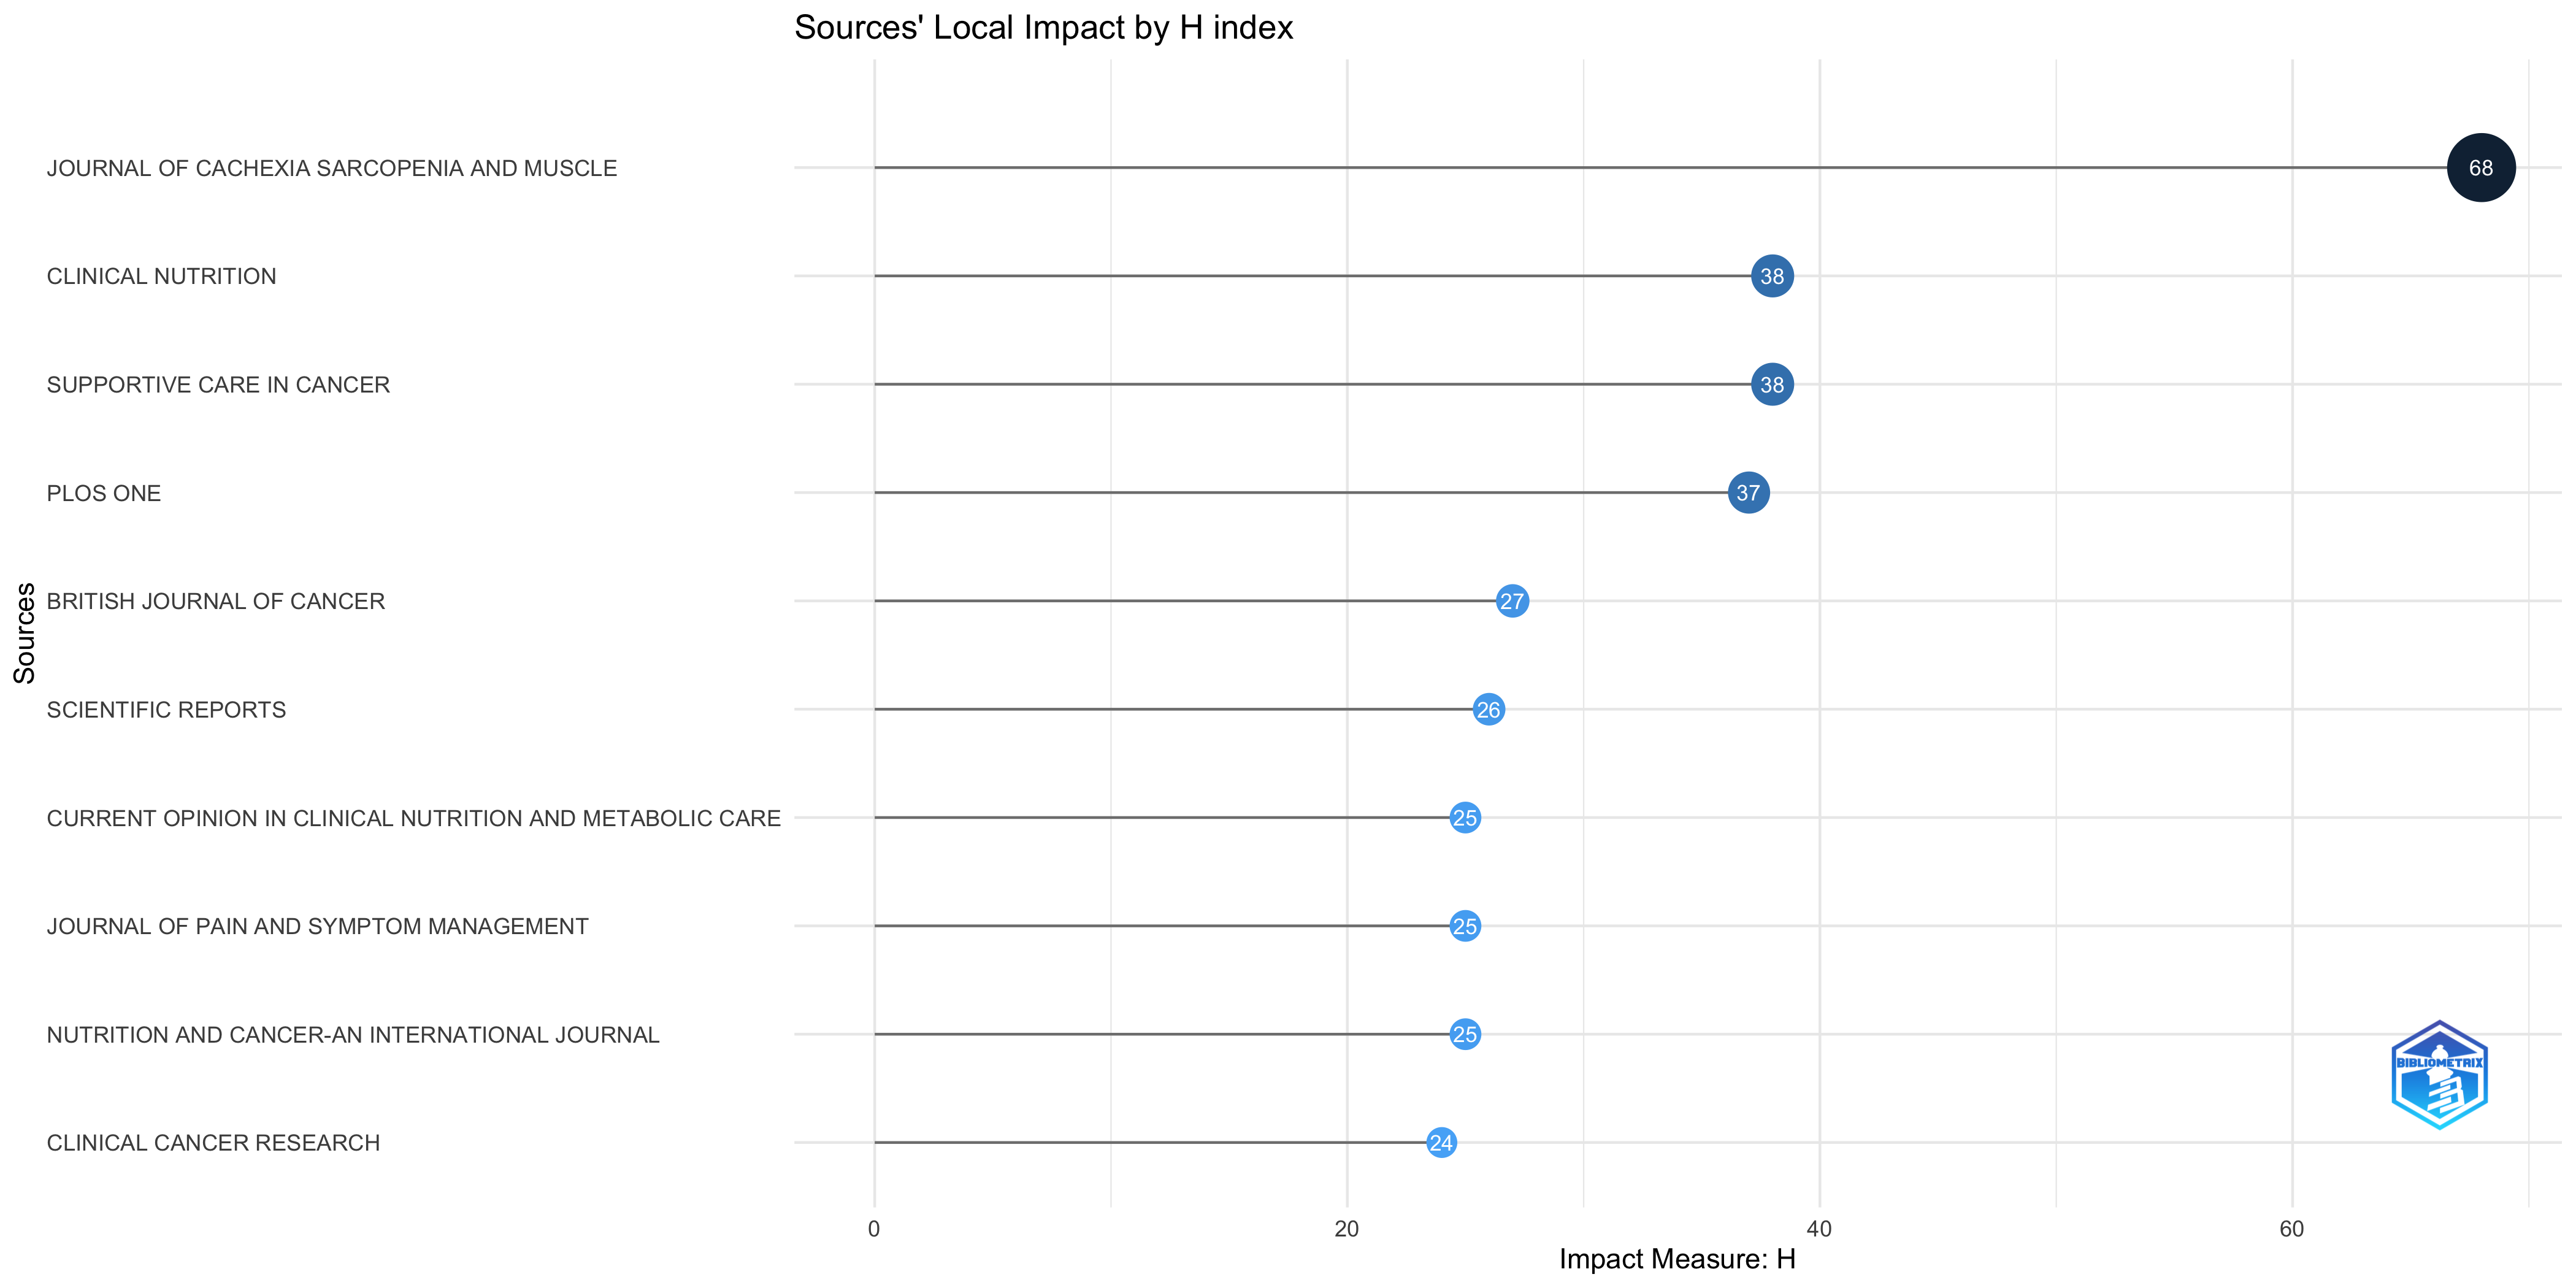 Sources' Local Impact by H index
JOURNAL OF CACHEXIA SARCOPENIA AND MUSCLE
68
CLINICAL NUTRITION
38
SUPPORTIVE CARE IN CANCER
38
PLOS ONE
37
BRITISH JOURNAL OF CANCER
27
Sources
SCIENTIFIC REPORTS
26
CURRENT OPINION IN CLINICAL NUTRITION AND METABOLIC CARE
25
JOURNAL OF PAIN AND SYMPTOM MANAGEMENT
25
NUTRITION AND CANCER-AN INTERNATIONAL JOURNAL
25
BIBLIOMETRIX
CLINICAL CANCER RESEARCH
24
0 20 40 60
Impact Measure: H